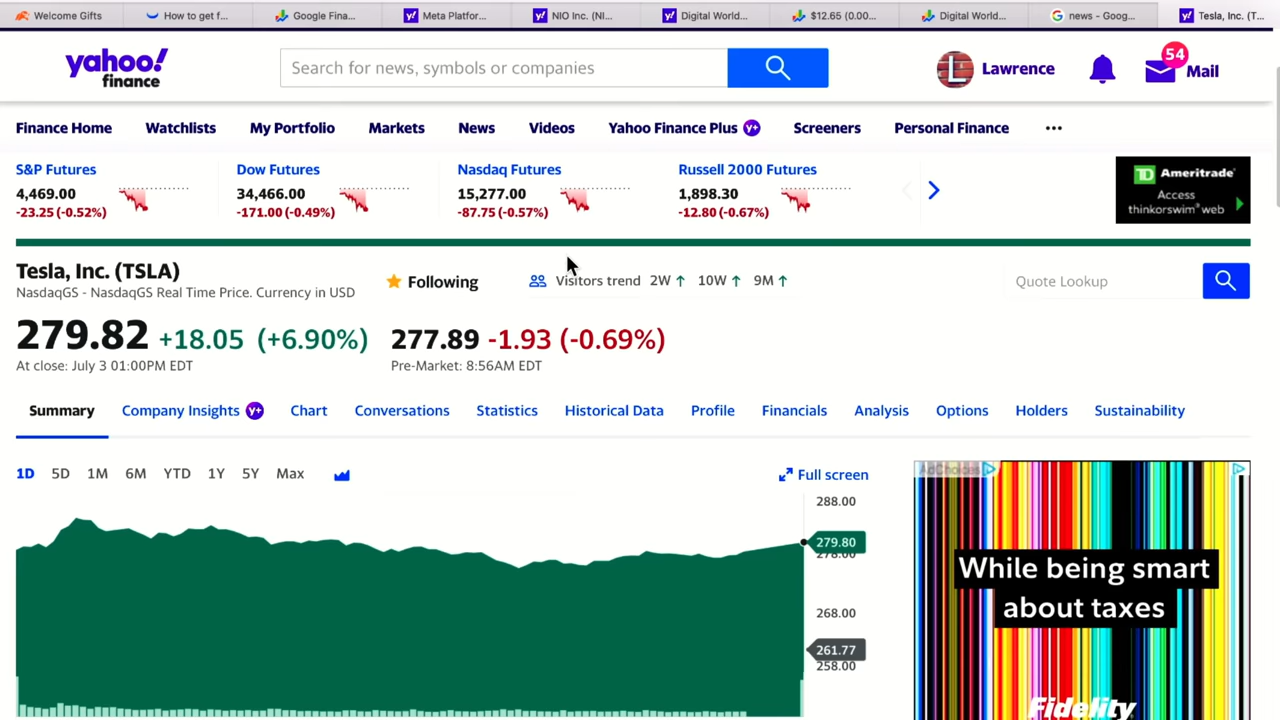 Welcome Gifts
How to get f...
Google Fina...
Meta Platfor...
NIO Inc. (NI...
Digital World...
$12.65 (0.00...
Digital World...
news - Goog...
Tesla, Inc. (T...
yahoo!
finance
Search for news, symbols or companies
Lawrence
54
Mail
Finance Home Watchlists My Portfolio Markets News Videos Yahoo Finance Plus Y+ Screeners Personal Finance ...
S&P Futures
4,469.00
-23.25 (-0.52%)
Dow Futures
34,466.00
-171.00 (-0.49%)
Nasdaq Futures
15,277.00
-87.75 (-0.57%)
Russell 2000 Futures
1,898.30
-12.80 (-0.67%)
TD Ameritrade
Access
thinkorswim® web
Tesla, Inc. (TSLA)
NasdaqGS - NasdaqGS Real Time Price. Currency in USD
Following
Visitors trend 2W ↑ 10W ↑ 9M ↑
Quote Lookup
279.82 +18.05 (+6.90%)
At close: July 3 01:00PM EDT
277.89 -1.93 (-0.69%)
Pre-Market: 8:56AM EDT
Summary Company Insights Y+ Chart Conversations Statistics Historical Data Profile Financials Analysis Options Holders Sustainability
1D 5D 1M 6M YTD 1Y 5Y Max
Full screen
288.00
279.80
278.00
268.00
261.77
258.00
AdChoices
While being smart
about taxes
Fidelity